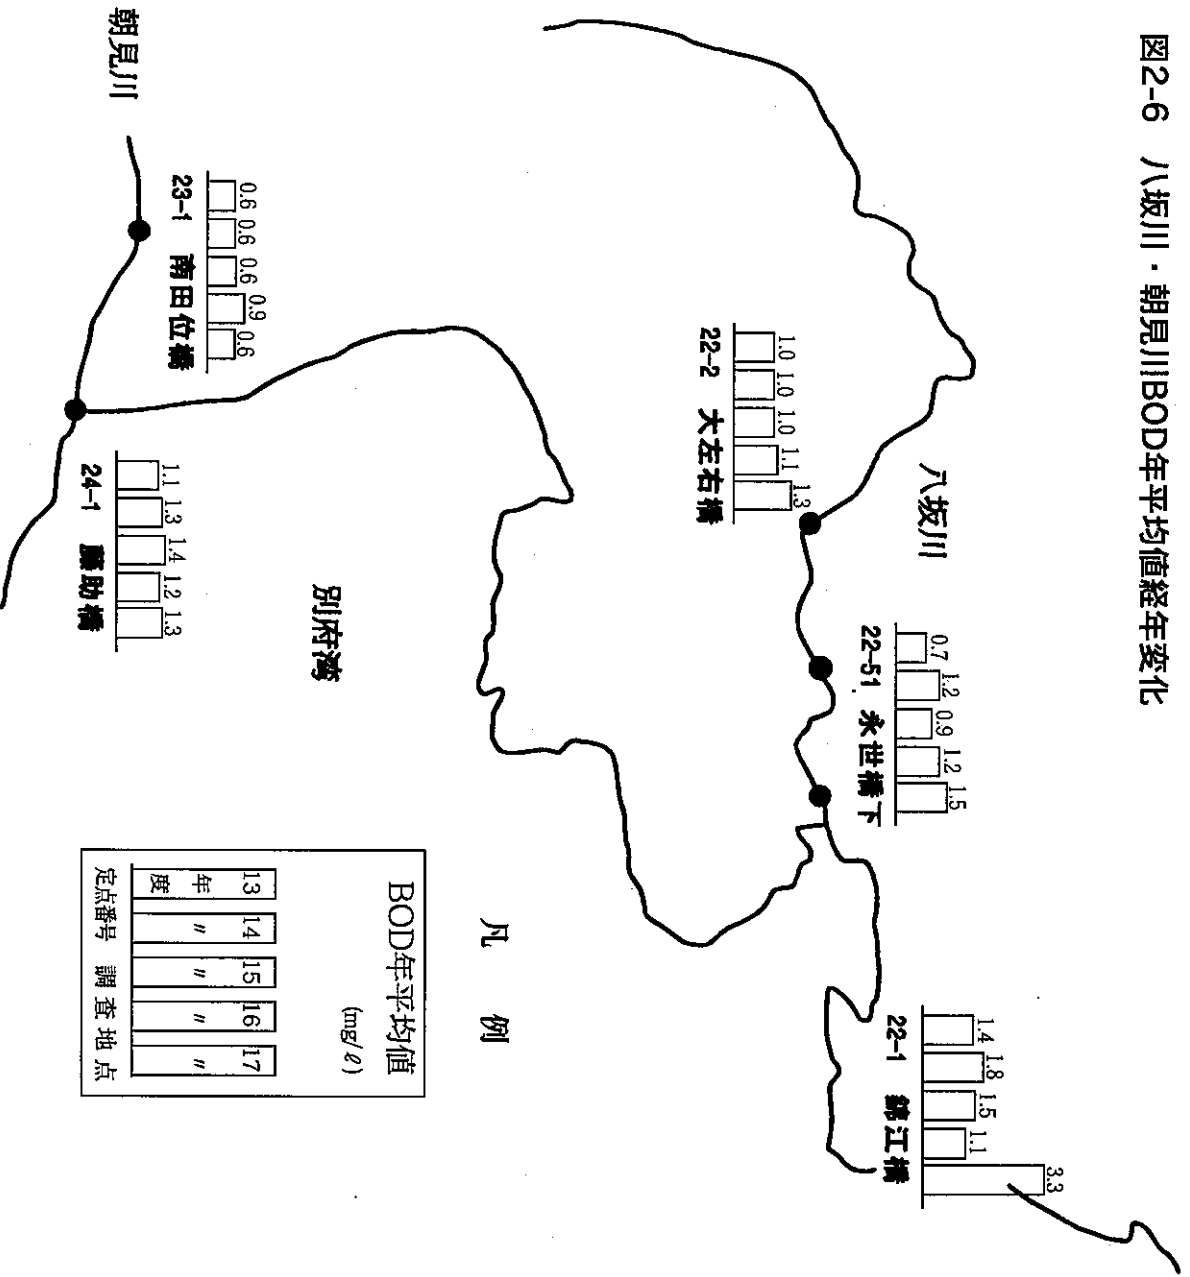 図2-6 八坂川・朝見川BOD年平均値経年変化
1.4 1.8 1.5 1.1 3.3
22-1 錦江橋
0.7 1.2 0.9 1.2 1.5
22-51 永世橋下
八坂川
1.0 1.0 1.0 1.1 1.3
22-2 大左右橋
別府湾
0.6 0.6 0.6 0.9 0.6
23-1 南田位橋
朝見川
1.1 1.3 1.4 1.2 1.3
24-1 藤助橋
凡 例
BOD年平均値
(mg/ℓ)
13 14 15 16 17
年度 〃 〃 〃 〃
定点番号 調査地点